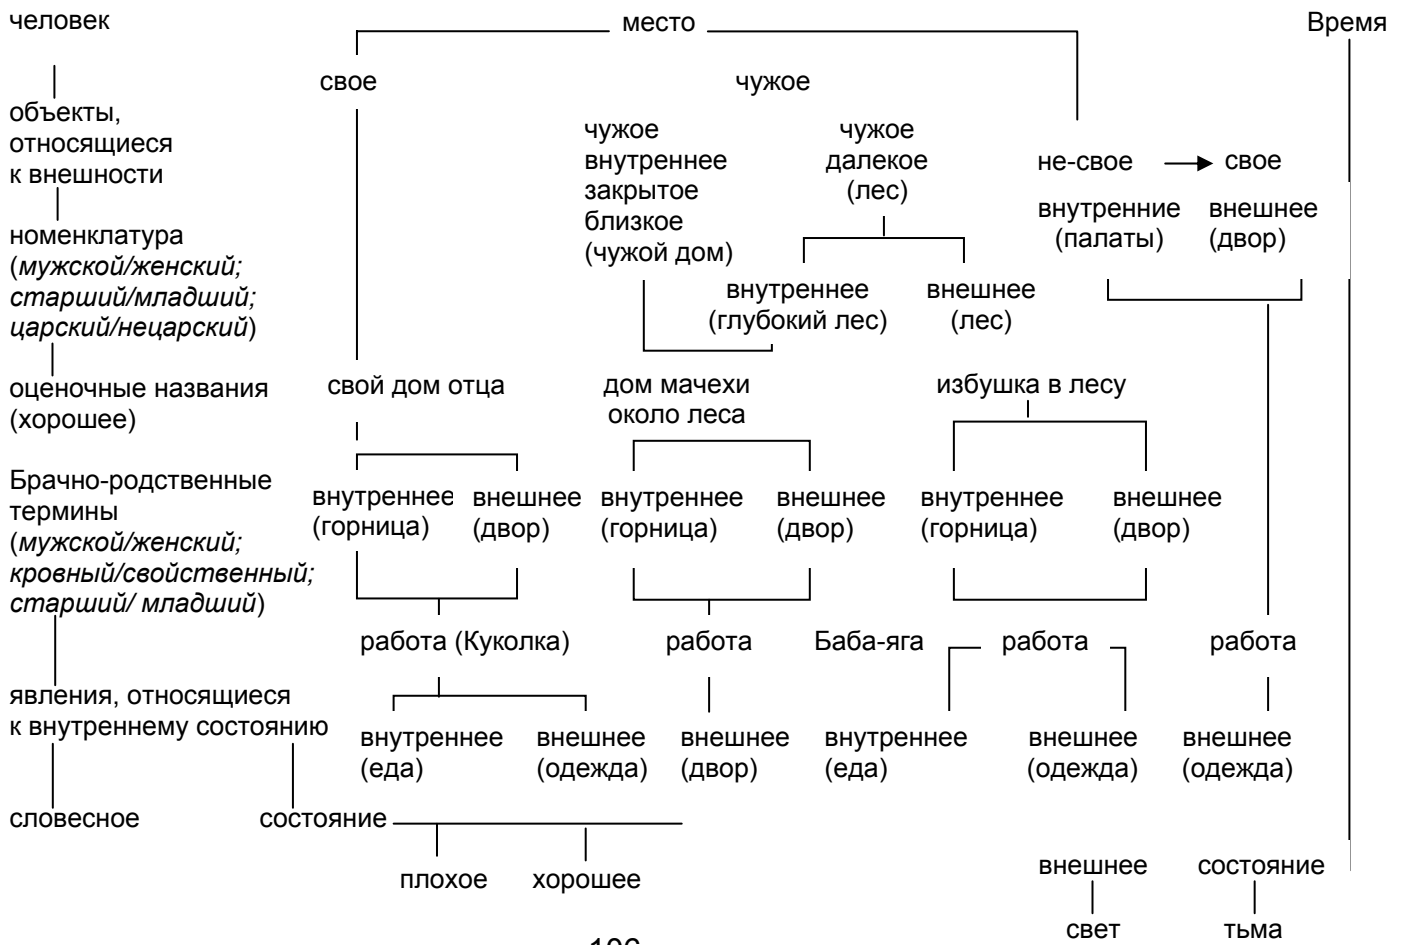 человек
место
Время
свое
чужое
объекты,
относящиеся
к внешности
чужое
внутреннее
закрытое
близкое
(чужой дом)
чужое
далекое
(лес)
не-свое
свое
внутренние
(палаты)
внешнее
(двор)
номенклатура
(мужской/женский;
старший/младший;
царский/нецарский)
внутреннее
(глубокий лес)
внешнее
(лес)
оценочные названия
(хорошее)
свой дом отца
дом мачехи
около леса
избушка в лесу
Брачно-родственные
термины
(мужской/женский;
кровный/свойственный;
старший/ младший)
внутреннее
(горница)
внешнее
(двор)
внутреннее
(горница)
внешнее
(двор)
внутреннее
(горница)
внешнее
(двор)
работа (Куколка)
работа
Баба-яга
работа
работа
явления, относящиеся
к внутреннему состоянию
внутреннее
(еда)
внешнее
(одежда)
внешнее
(двор)
внутреннее
(еда)
внешнее
(одежда)
внешнее
(одежда)
словесное
состояние
плохое
хорошее
внешнее
состояние
свет
тьма